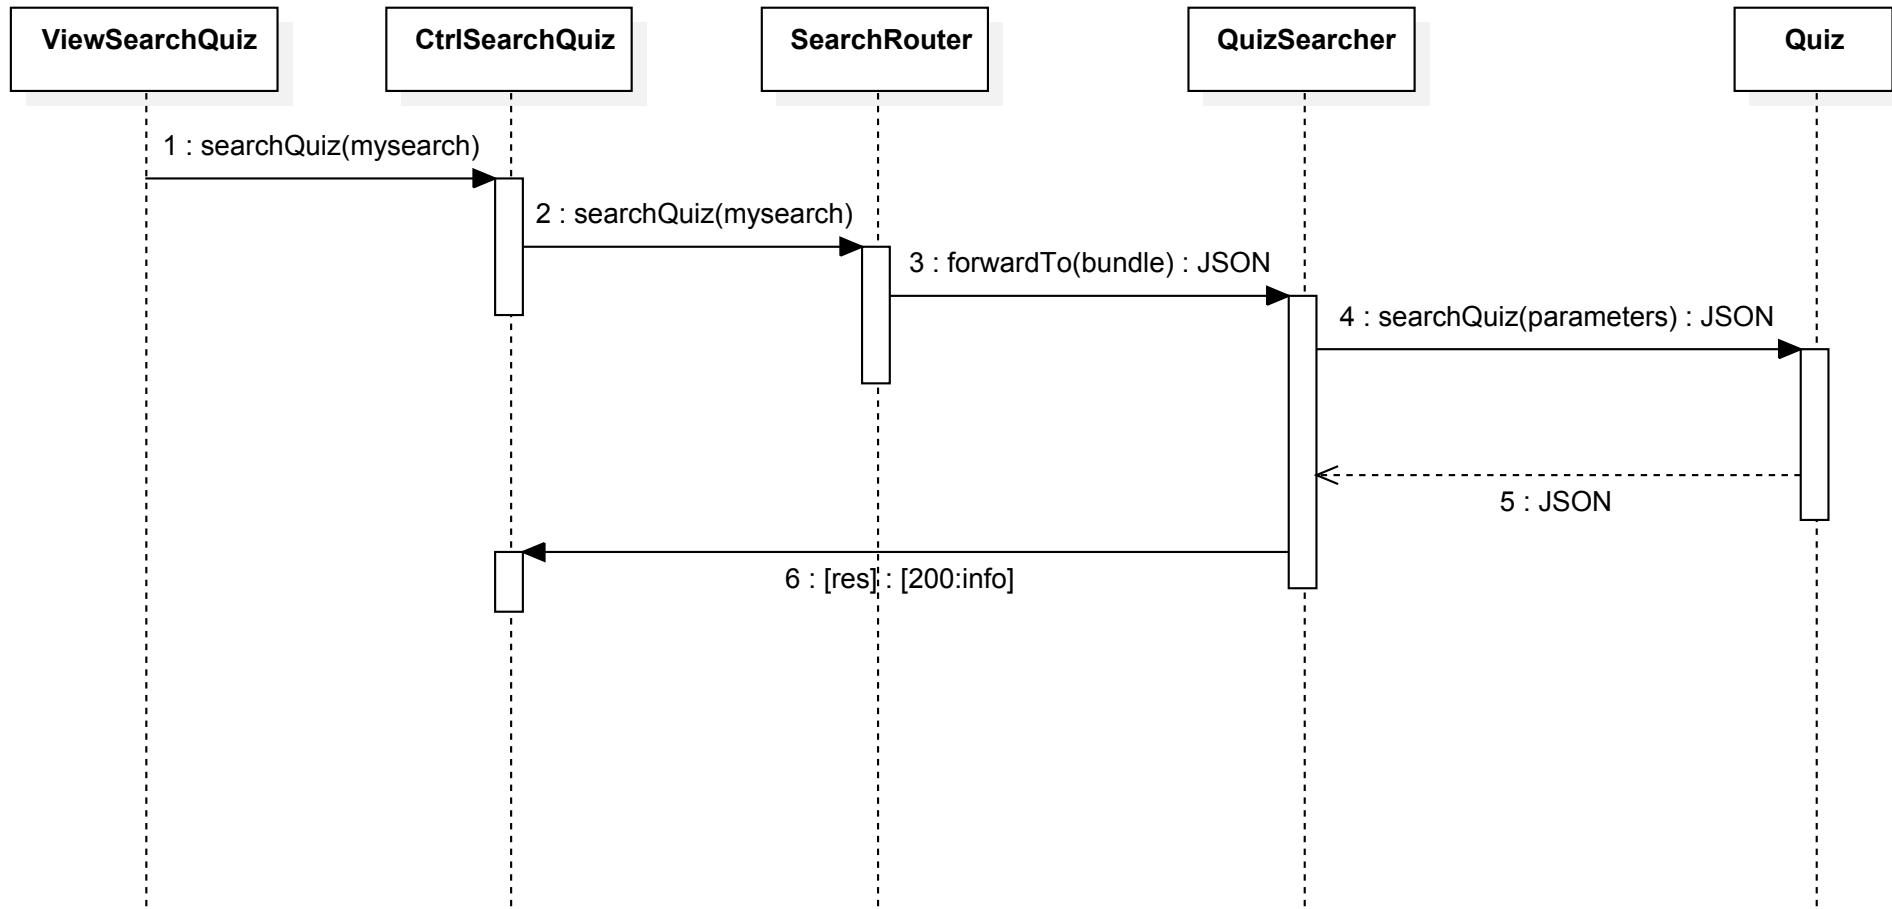 ViewSearchQuiz
CtrlSearchQuiz
SearchRouter
QuizSearcher
Quiz
1 : searchQuiz(mysearch)
2 : searchQuiz(mysearch)
3 : forwardTo(bundle) : JSON
4 : searchQuiz(parameters) : JSON
5 : JSON
6 : [res] : [200:info]